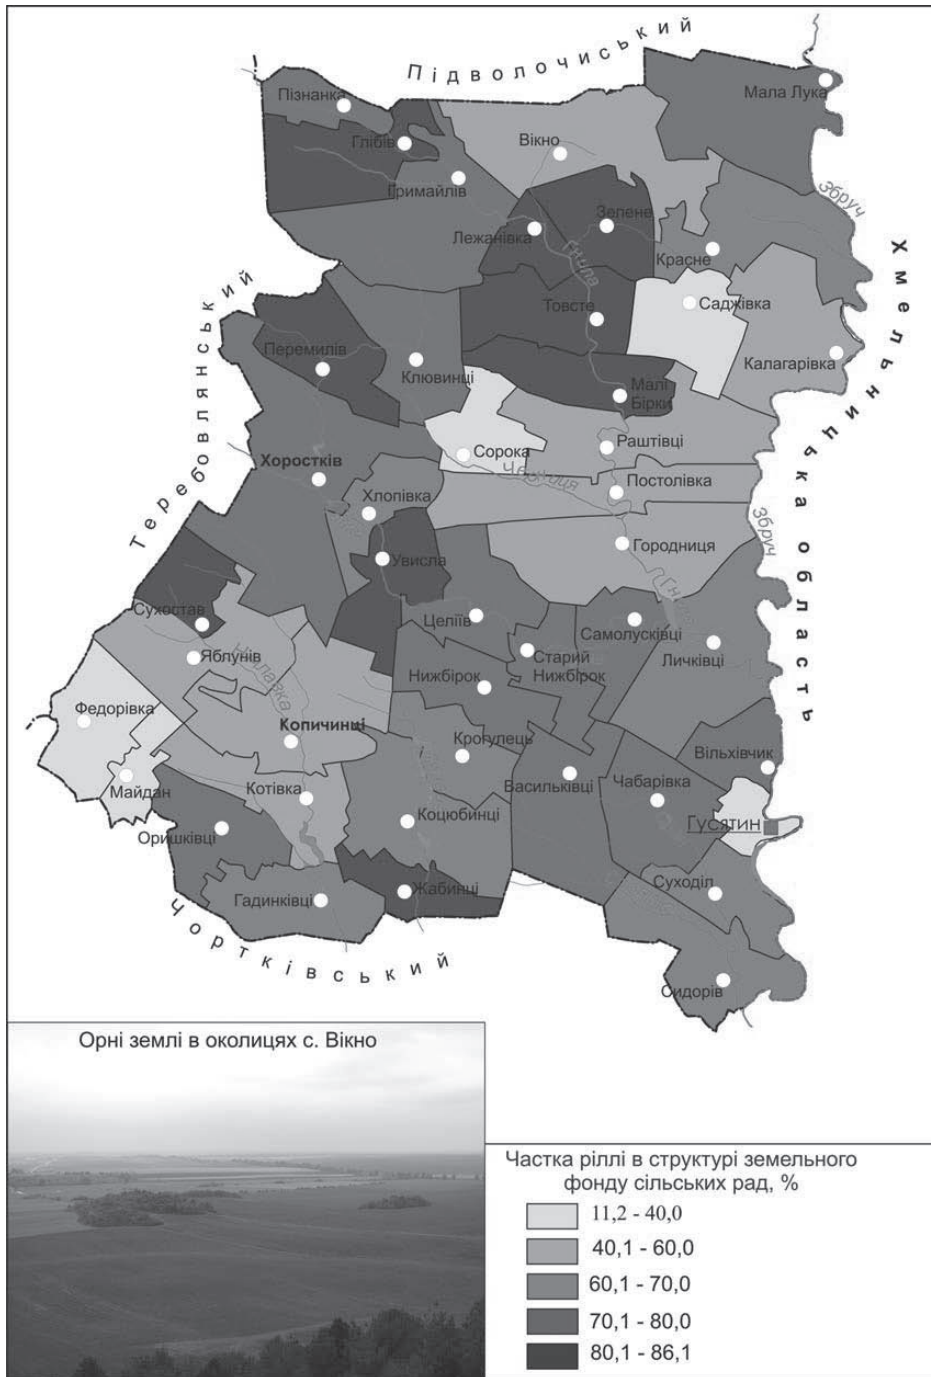 Підволочиський
Мала Лука
Пізнанка
Глібів
Вікно
Гримайлів
Збруч
Зелене
Лежанівка
Гнила
Красне
Хмельницька область
Саджівка
Товсте
Теребовлянський
Перемилів
Клювинці
Калагарівка
Малі
Бірки
Раштівці
Сорока
Хоростків
Черниця
Постолівка
Хлопівка
Збруч
Городниця
Увисла
Гнила
Сухостав
Целіїв
Самолусківці
Личківці
Яблунів
Старий
Нижбірок
Нижбірок
Нічлавка
Федорівка
Копичинці
Крогулець
Вільхівчик
Васильківці
Чабарівка
Майдан
Котівка
Коцюбинці
Гусятин
Оришківці
Суходіл
Жабинці
Гадинківці
Чортківський
Сидорів
Орні землі в околицях с. Вікно
Частка ріллі в структурі земельного
фонду сільських рад, %
11,2 - 40,0
40,1 - 60,0
60,1 - 70,0
70,1 - 80,0
80,1 - 86,1